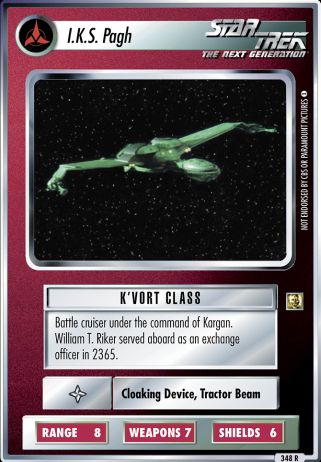 I.K.S. Pagh
STAR TREK
THE NEXT GENERATION
NOT ENDORSED BY CBS OR PARAMOUNT PICTURES
K'VORT CLASS
Battle cruiser under the command of Kargan.
William T. Riker served aboard as an exchange
officer in 2365.
Cloaking Device, Tractor Beam
RANGE 8 WEAPONS 7 SHIELDS 6
348 R